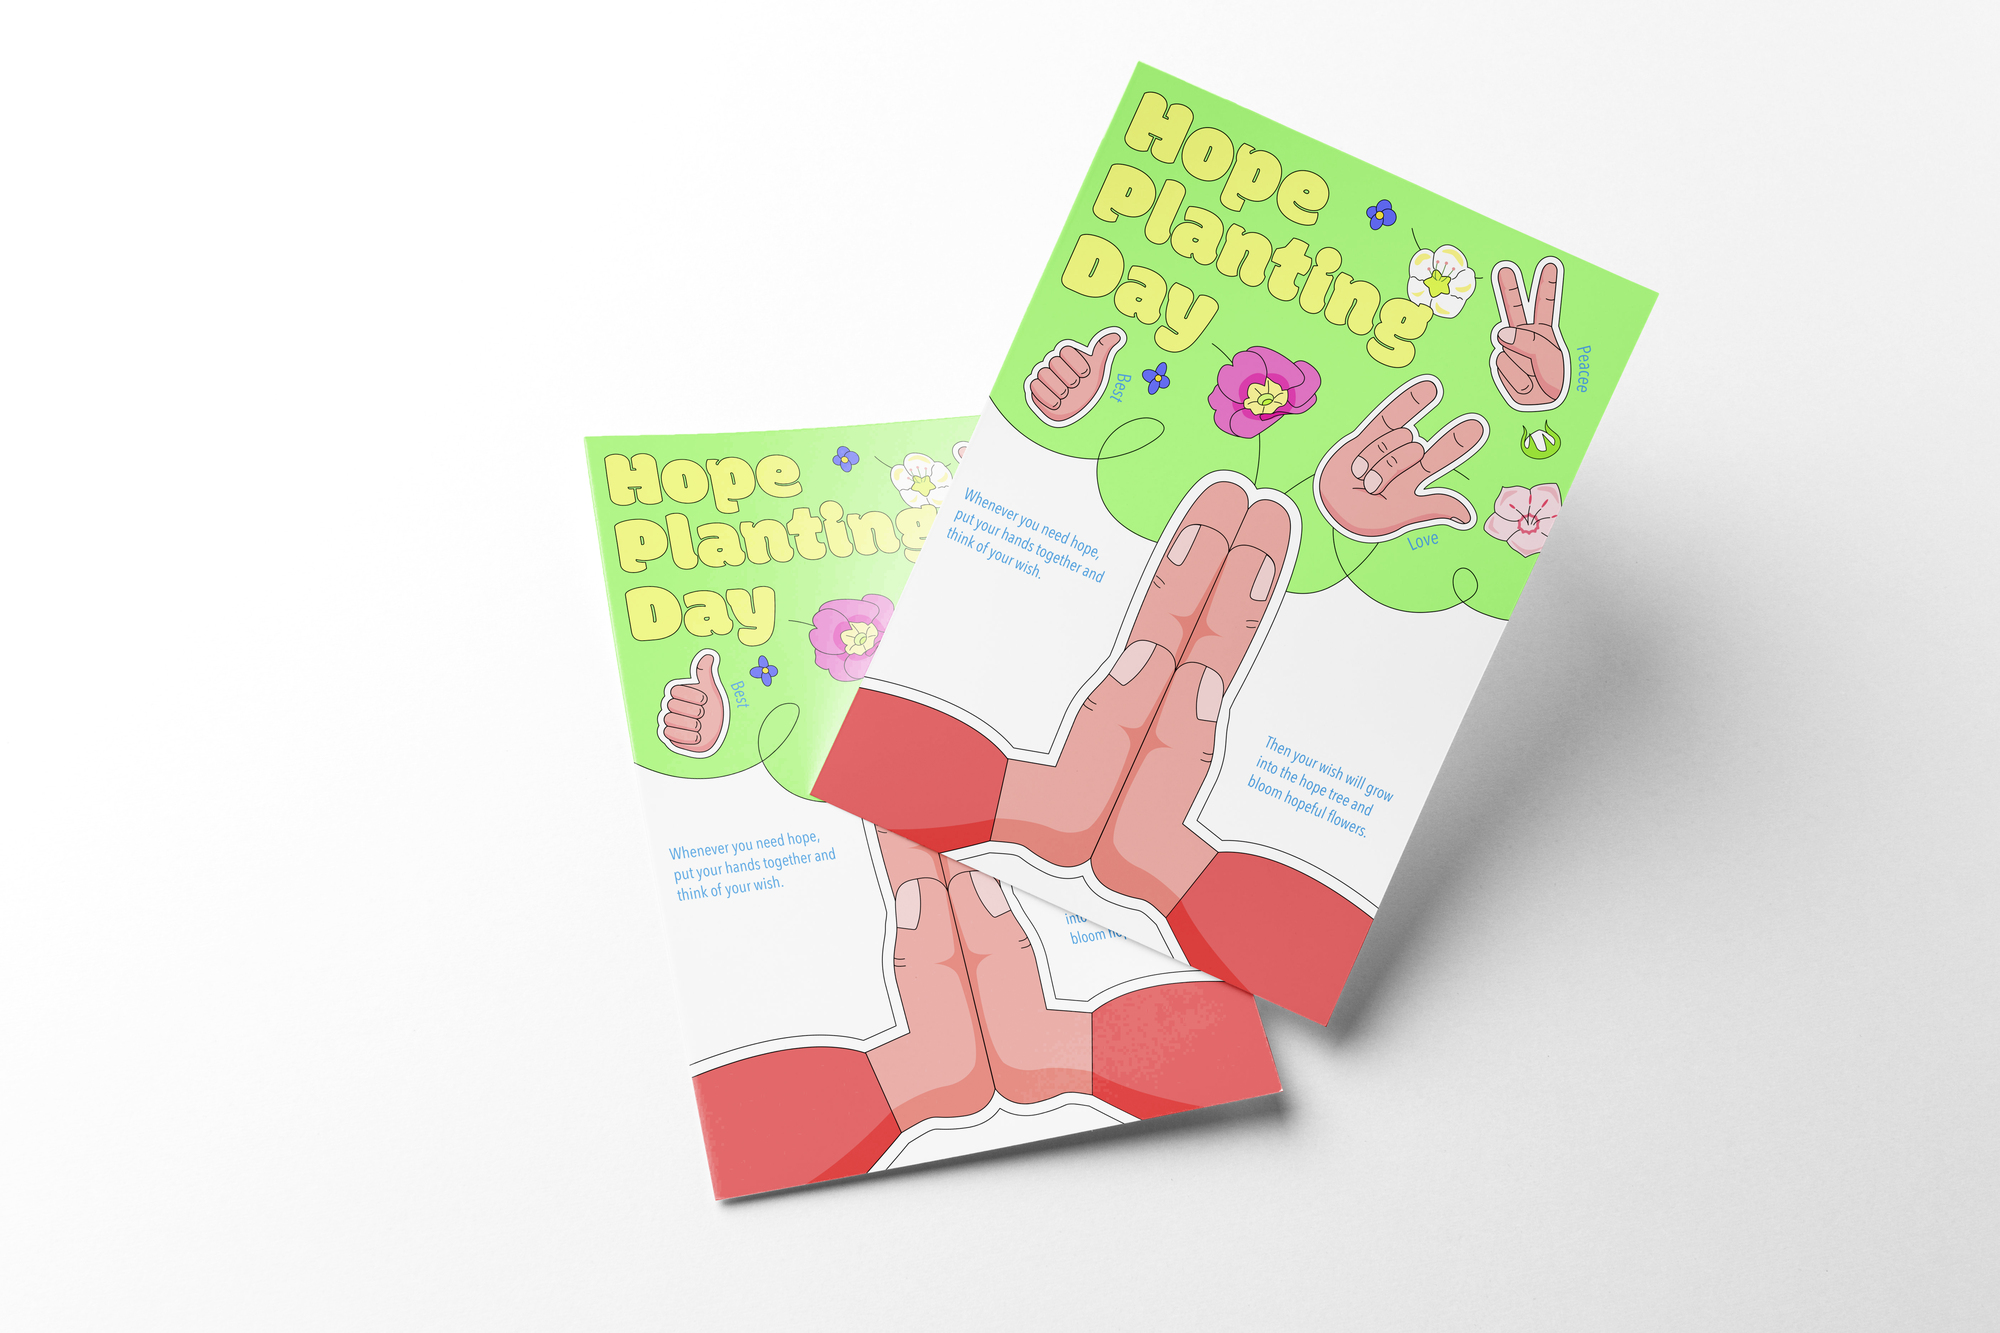 Hope
Planting
Day
Best
Peacee
Love
Whenever you need hope,
put your hands together and
think of your wish.
Then your wish will grow
into the hope tree and
bloom hopeful flowers.
Hope
Planting
Day
Best
Whenever you need hope,
put your hands together and
think of your wish.
into
bloom